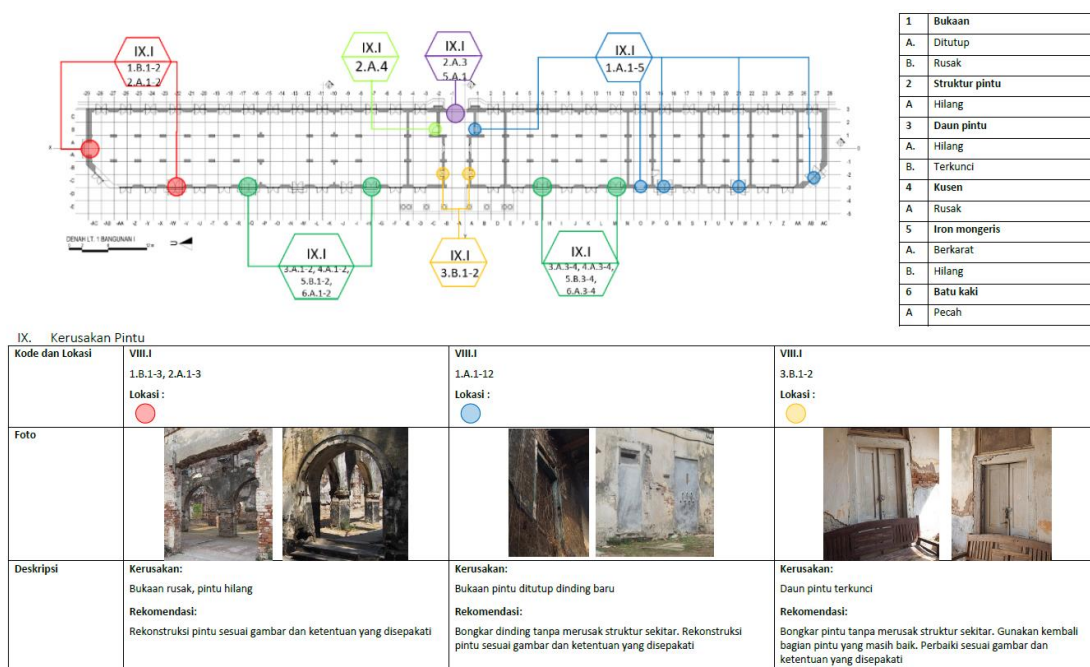 IX.I
1.B.1-2
2.A.1-2
IX.I
2.A.4
IX.I
2.A.3
5.A.1
IX.I
1.A.1-5
DENAH LT. 1 BANGUNAN I
IX.I
3.A.1-2, 4.A.1-2,
5.B.1-2,
6.A.1-2
IX.I
3.B.1-2
IX.I
3.A.3-4, 4.A.3-4,
5.B.3-4,
6.A.3-4
1 Bukaan
A. Ditutup
B. Rusak
2 Struktur pintu
A Hilang
3 Daun pintu
A. Hilang
B. Terkunci
4 Kusen
A Rusak
5 Iron mongeris
A. Berkarat
B. Hilang
6 Batu kaki
A Pecah
IX. Kerusakan Pintu
Kode dan Lokasi
VIII.I
1.B.1-3, 2.A.1-3
Lokasi :
VIII.I
1.A.1-12
Lokasi :
VIII.I
3.B.1-2
Lokasi :
Foto
Deskripsi
Kerusakan:
Bukaan rusak, pintu hilang
Rekomendasi:
Rekonstruksi pintu sesuai gambar dan ketentuan yang disepakati
Kerusakan:
Bukaan pintu ditutup dinding baru
Rekomendasi:
Bongkar dinding tanpa merusak struktur sekitar. Rekonstruksi
pintu sesuai gambar dan ketentuan yang disepakati
Kerusakan:
Daun pintu terkunci
Rekomendasi:
Bongkar pintu tanpa merusak struktur sekitar. Gunakan kembali
bagian pintu yang masih baik. Perbaiki sesuai gambar dan
ketentuan yang disepakati